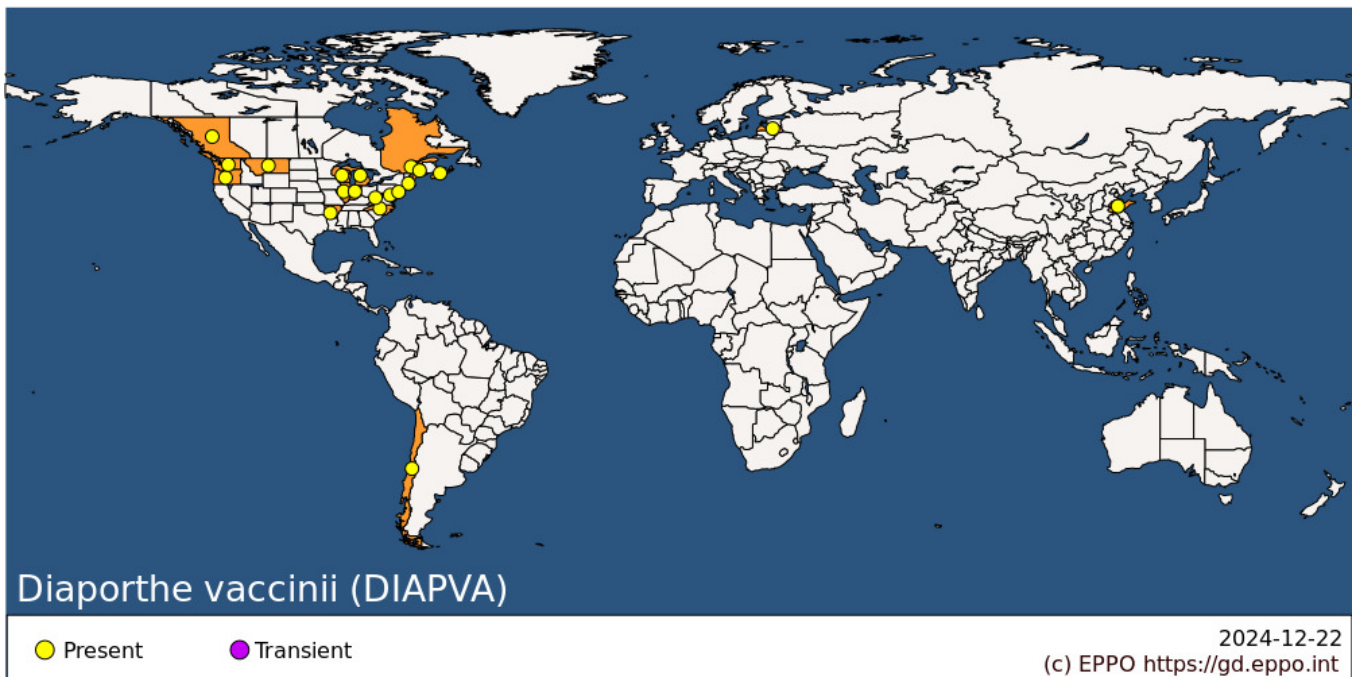 Diaporthe vaccinii (DIAPVA)
Present
Transient
2024-12-22
(c) EPPO https://gd.eppo.int